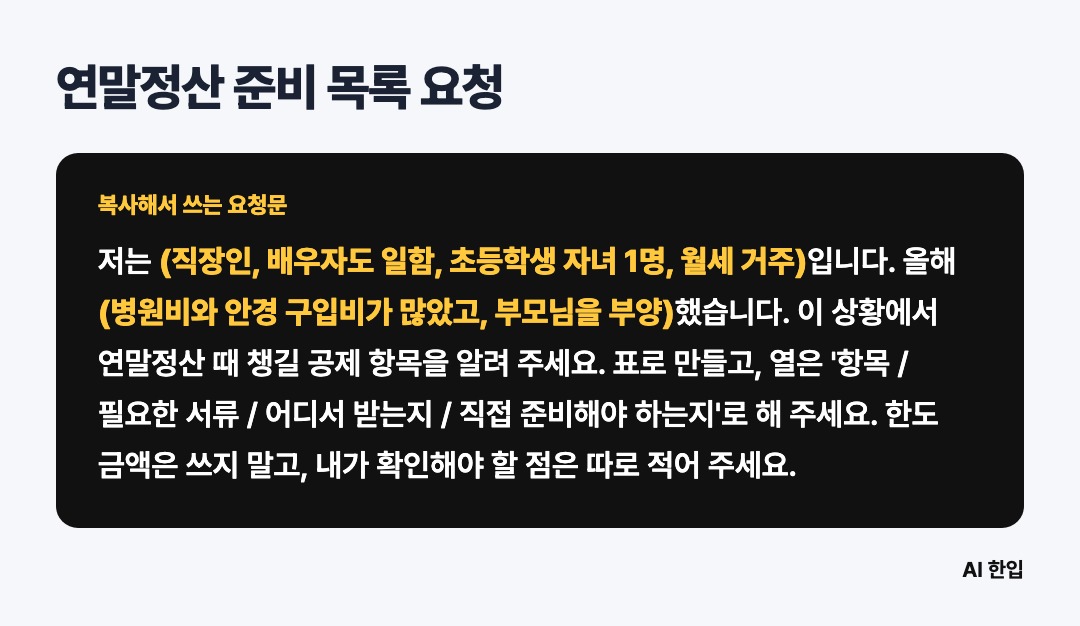 연말정산 준비 목록 요청
복사해서 쓰는 요청문
저는 (직장인, 배우자도 일함, 초등학생 자녀 1명, 월세 거주)입니다. 올해
(병원비와 안경 구입비가 많았고, 부모님을 부양)했습니다. 이 상황에서
연말정산 때 챙길 공제 항목을 알려 주세요. 표로 만들고, 열은 '항목 /
필요한 서류 / 어디서 받는지 / 직접 준비해야 하는지'로 해 주세요. 한도
금액은 쓰지 말고, 내가 확인해야 할 점은 따로 적어 주세요.
AI 한입